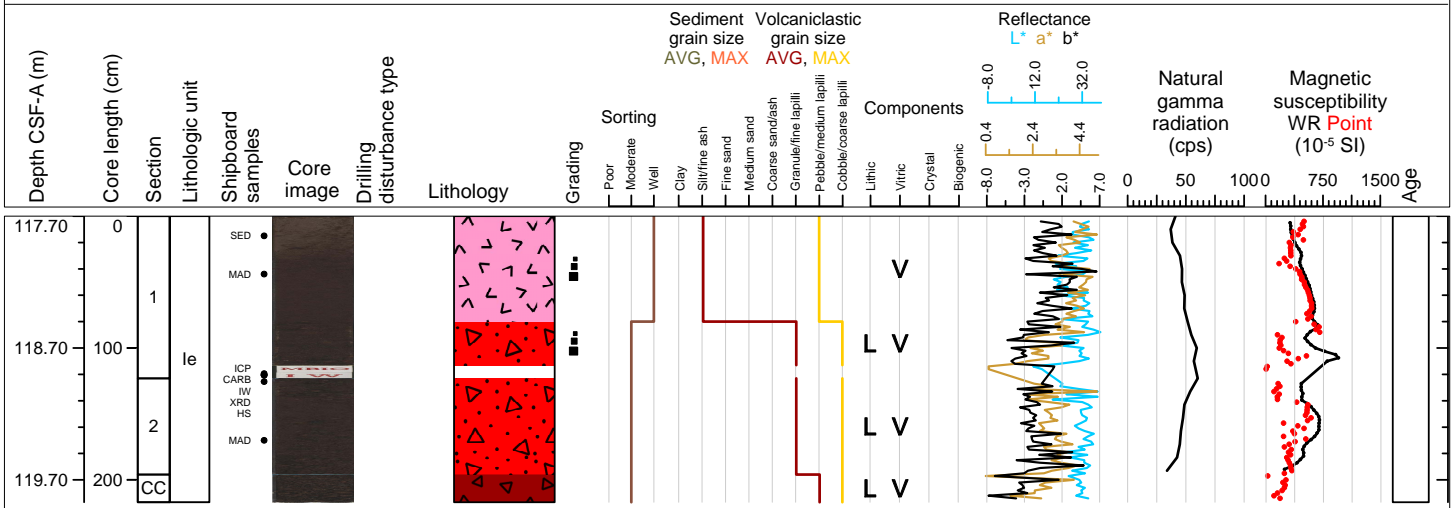 Depth CSF-A (m)
Core length (cm)
Section
Lithologic unit
Shipboard
samples
Core
image
Drilling
disturbance type
Lithology
Grading
Sorting
Poor
Moderate
Well
Sediment
grain size
AVG, MAX
Volcaniclastic
grain size
AVG, MAX
Clay
Silt/fine ash
Fine sand
Medium sand
Coarse sand/ash
Granule/fine lapilli
Pebble/medium lapilli
Cobble/coarse lapilli
Components
Lithic
Vitric
Crystal
Biogenic
Reflectance
L* a* b*
-8.0 12.0 32.0
0.4 2.4 4.4
-8.0 -3.0 2.0 7.0
Natural
gamma
radiation
(cps)
0 50 100
Magnetic
susceptibility
WR Point
(10-5 SI)
0 750 1500
Age
117.70
118.70
119.70
0
100
200
1
2
CC
Ie
SED
MAD
ICP
CARB
IW
XRD
HS
MAD
MBIO
I W
V
L V
L V
L V